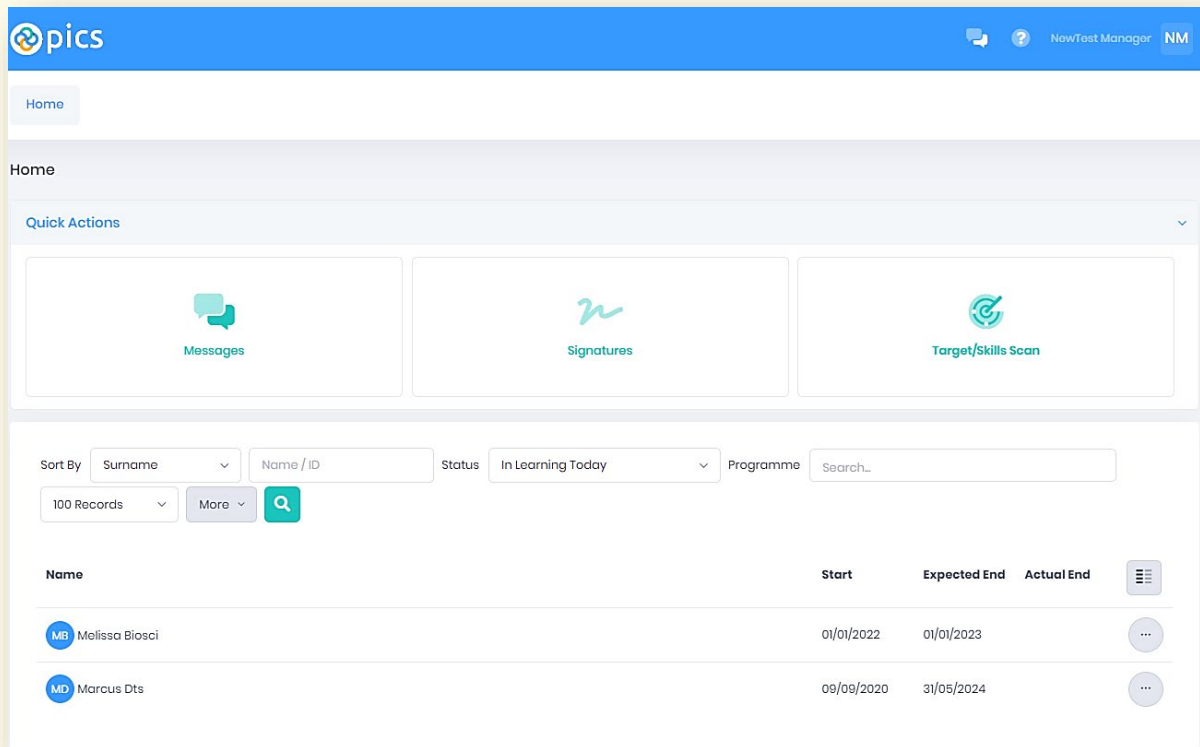 pics
NewTest Manager NM
Home
Home
Quick Actions
Messages Signatures Target/Skills Scan
Sort By Surname Name / ID Status In Learning Today Programme Search...
100 Records More
Name Start Expected End Actual End
MB Melissa Biosci 01/01/2022 01/01/2023
MD Marcus Dts 09/09/2020 31/05/2024